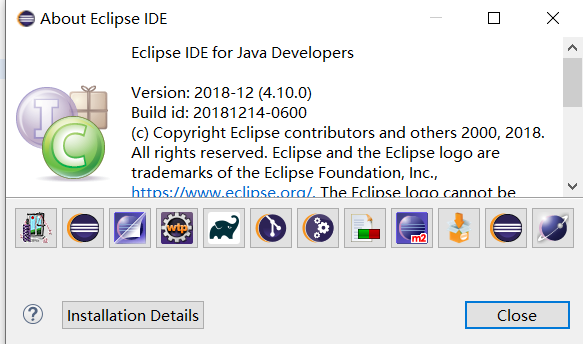 About Eclipse IDE
Eclipse IDE for Java Developers
Version: 2018-12 (4.10.0)
Build id: 20181214-0600
(c) Copyright Eclipse contributors and others 2000, 2018.
All rights reserved. Eclipse and the Eclipse logo are
trademarks of the Eclipse Foundation, Inc.,
https://www.eclipse.org/. The Eclipse logo cannot be
I
C
wtp
m2
?
Installation Details
Close